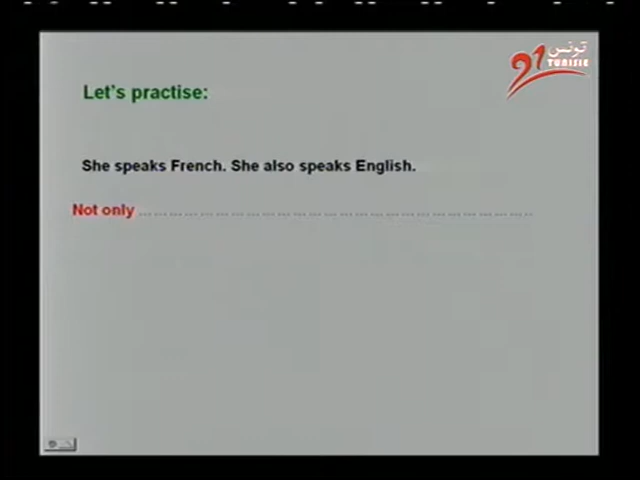 تونس
21
TUNISIE
Let's practise:
She speaks French. She also speaks English.
Not only ................................................